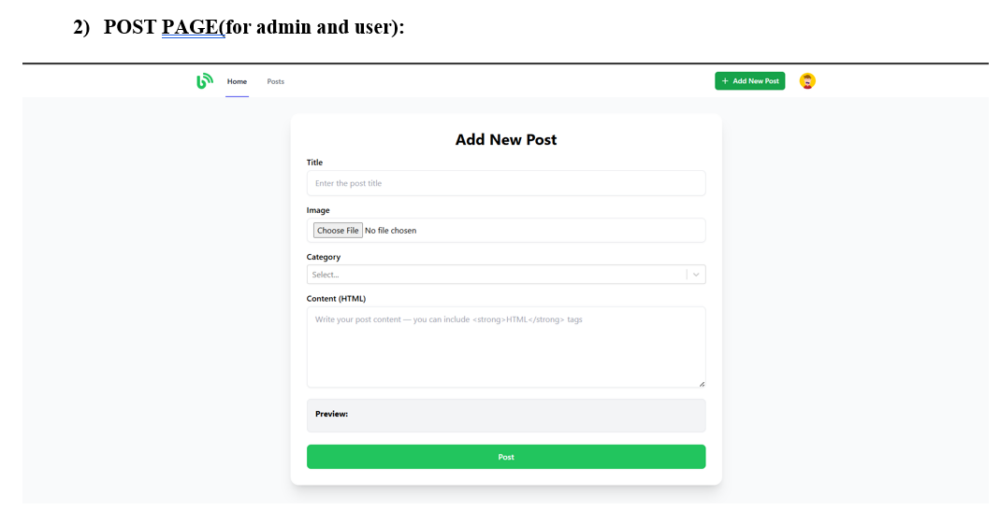 2) POST PAGE(for admin and user):
Home Posts + Add New Post
Add New Post
Title
Enter the post title
Image
Choose File No file chosen
Category
Select...
Content (HTML)
Write your post content — you can include <strong>HTML</strong> tags
Preview:
Post